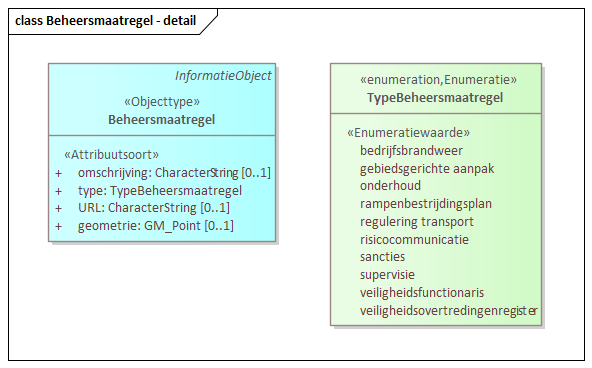 class Beheersmaatregel - detail
InformatieObject
«Objecttype»
Beheersmaatregel
«Attribuutsoort»
+ omschrijving: CharacterString [0..1]
+ type: TypeBeheersmaatregel
+ URL: CharacterString [0..1]
+ geometrie: GM_Point [0..1]
«enumeration,Enumeratie»
TypeBeheersmaatregel
«Enumeratiewaarde»
bedrijfsbrandweer
gebiedsgerichte aanpak
onderhoud
rampenbestrijdingsplan
regulering transport
risicocommunicatie
sancties
supervisie
veiligheidsfunctionaris
veiligheidsovertredingenregister